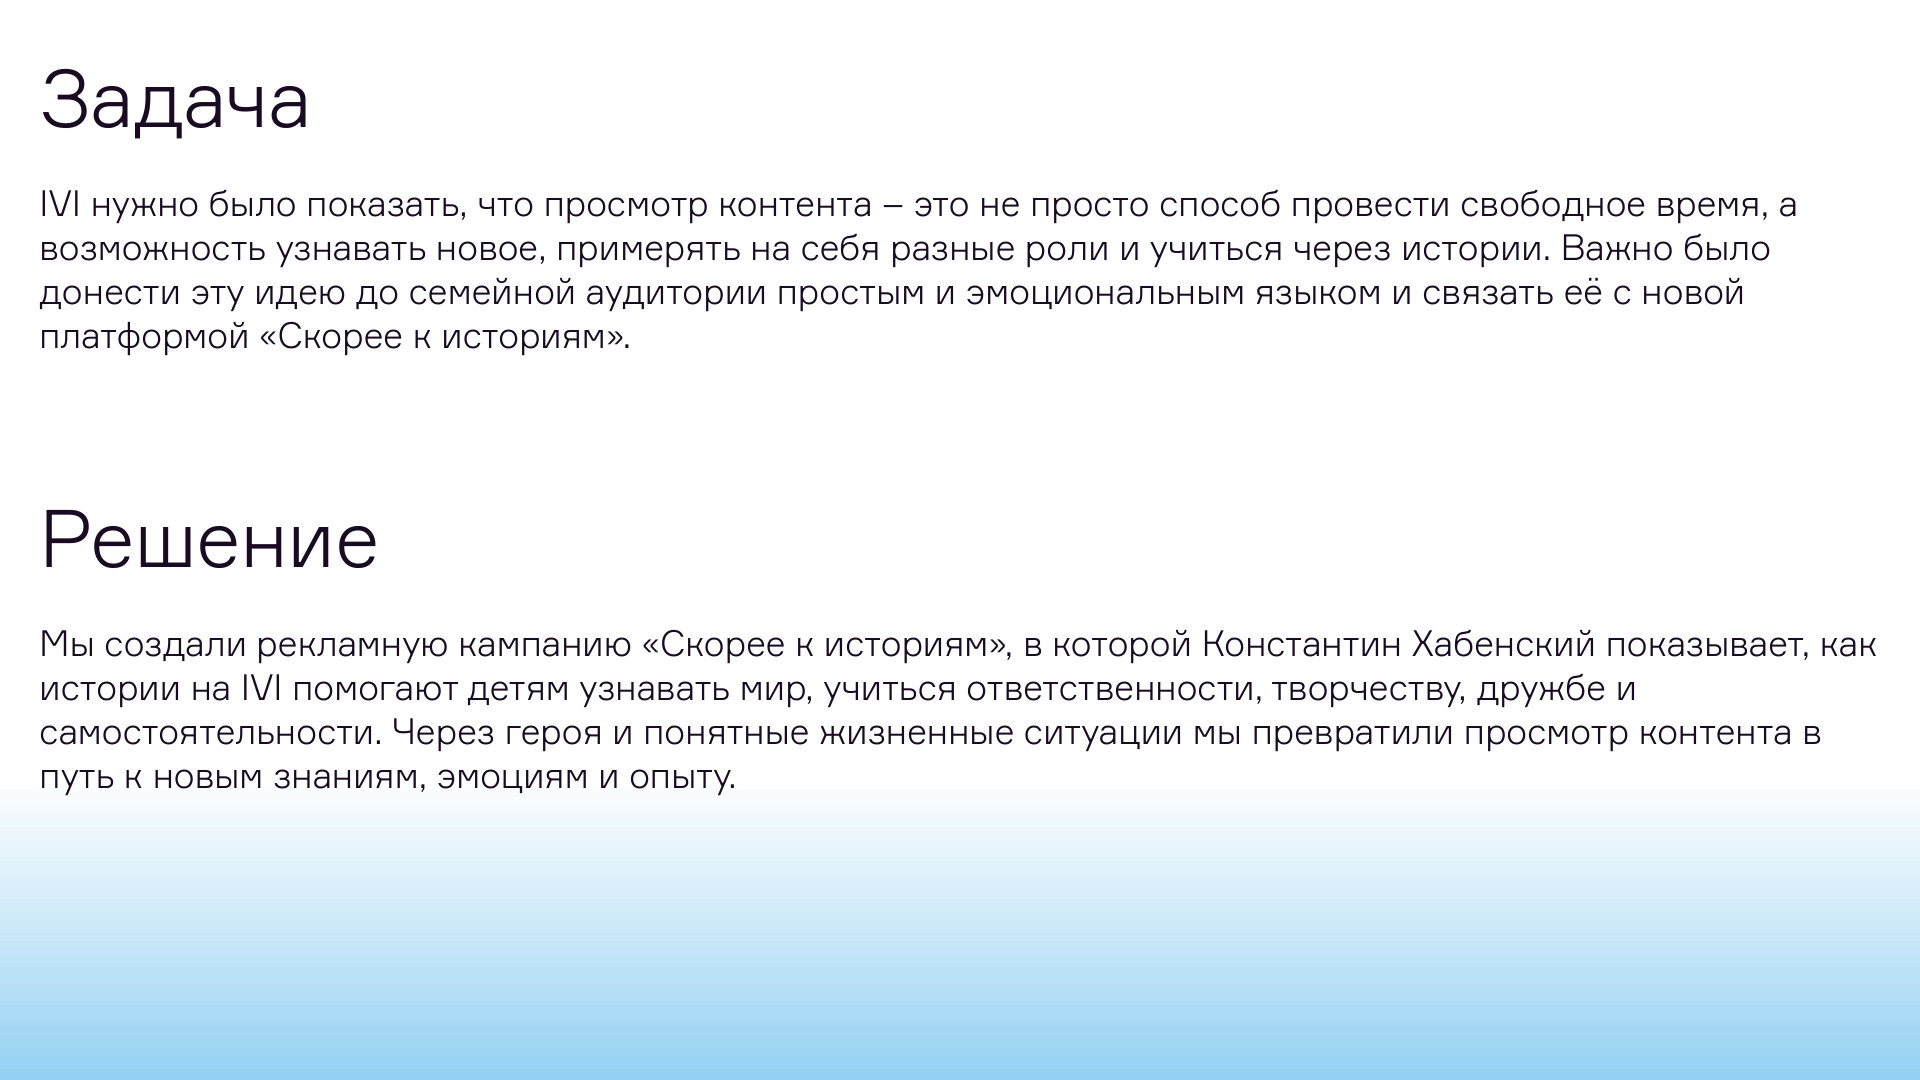 Задача
IVI нужно было показать, что просмотр контента – это не просто способ провести свободное время, а
возможность узнавать новое, примерять на себя разные роли и учиться через истории. Важно было
донести эту идею до семейной аудитории простым и эмоциональным языком и связать её с новой
платформой «Скорее к историям».
Решение
Мы создали рекламную кампанию «Скорее к историям», в которой Константин Хабенский показывает, как
истории на IVI помогают детям узнавать мир, учиться ответственности, творчеству, дружбе и
самостоятельности. Через героя и понятные жизненные ситуации мы превратили просмотр контента в
путь к новым знаниям, эмоциям и опыту.